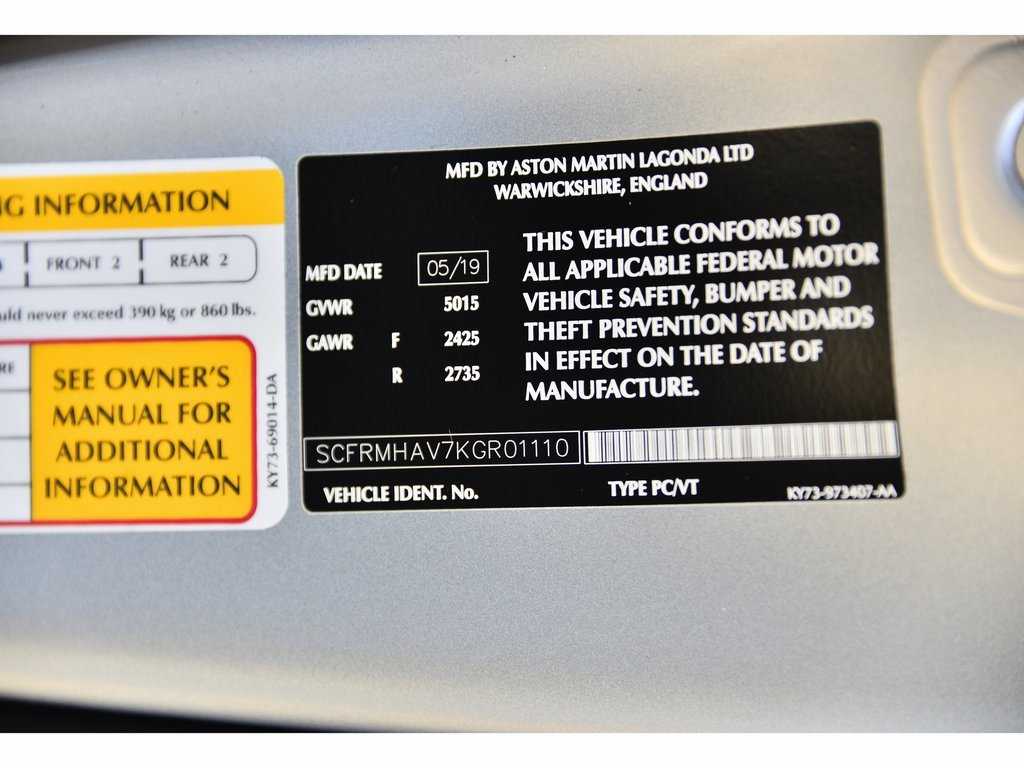 NG INFORMATION
FRONT 2
REAR 2
uld never exceed 390 kg or 860 lbs.
RE
SEE OWNER'S
MANUAL FOR
ADDITIONAL
INFORMATION
KY73-69014-DA
MFD BY ASTON MARTIN LAGONDA LTD
WARWICKSHIRE, ENGLAND
MFD DATE 05/19
GVWR 5015
GAWR F 2425
R 2735
THIS VEHICLE CONFORMS TO
ALL APPLICABLE FEDERAL MOTOR
VEHICLE SAFETY, BUMPER AND
THEFT PREVENTION STANDARDS
IN EFFECT ON THE DATE OF
MANUFACTURE.
SCFRMHAV7KGR01110
VEHICLE IDENT. No.
TYPE PC/VT
KY73-973407-AA